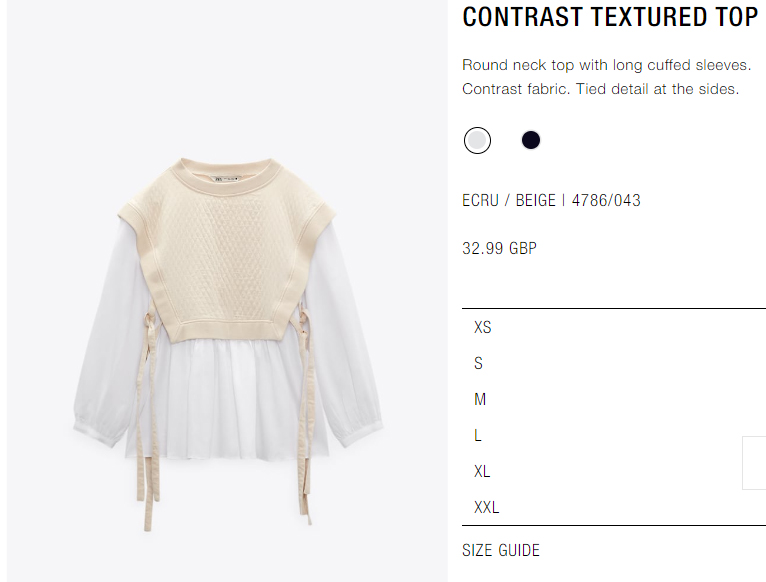 CONTRAST TEXTURED TOP
Round neck top with long cuffed sleeves.
Contrast fabric. Tied detail at the sides.
ECRU / BEIGE | 4786/043
32.99 GBP
XS
S
M
L
XL
XXL
SIZE GUIDE